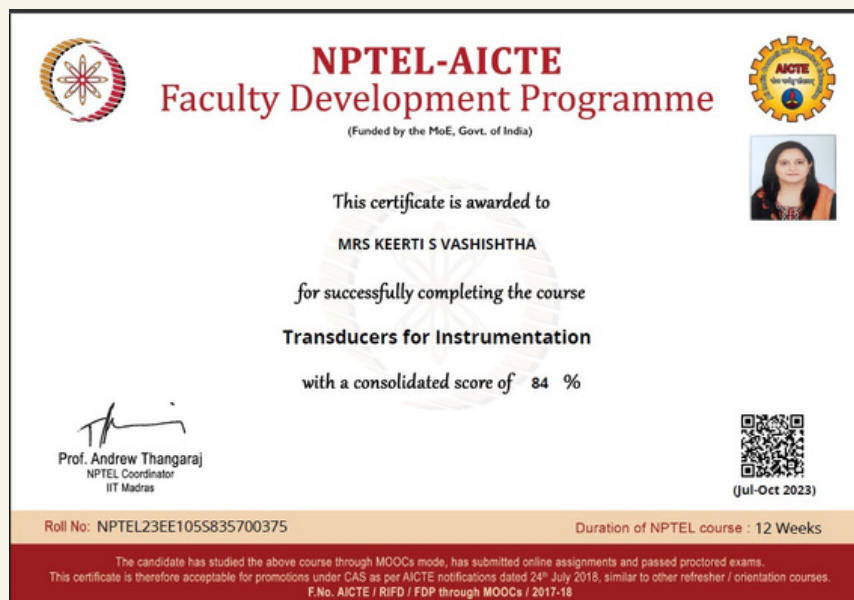 NPTEL-AICTE
Faculty Development Programme
(Funded by the MoE, Govt. of India)
AICTE
This certificate is awarded to
MRS KEERTI S VASHISHTHA
for successfully completing the course
Transducers for Instrumentation
with a consolidated score of 84 %
Prof. Andrew Thangaraj
NPTEL Coordinator
IIT Madras
(Jul-Oct 2023)
Roll No: NPTEL23EE105S835700375
Duration of NPTEL course : 12 Weeks
The candidate has studied the above course through MOOCs mode, has submitted online assignments and passed proctored exams.
This certificate is therefore acceptable for promotions under CAS as per AICTE notifications dated 24th July 2018, similar to other refresher / orientation courses.
F.No. AICTE / RIFD / FDP through MOOCs / 2017-18